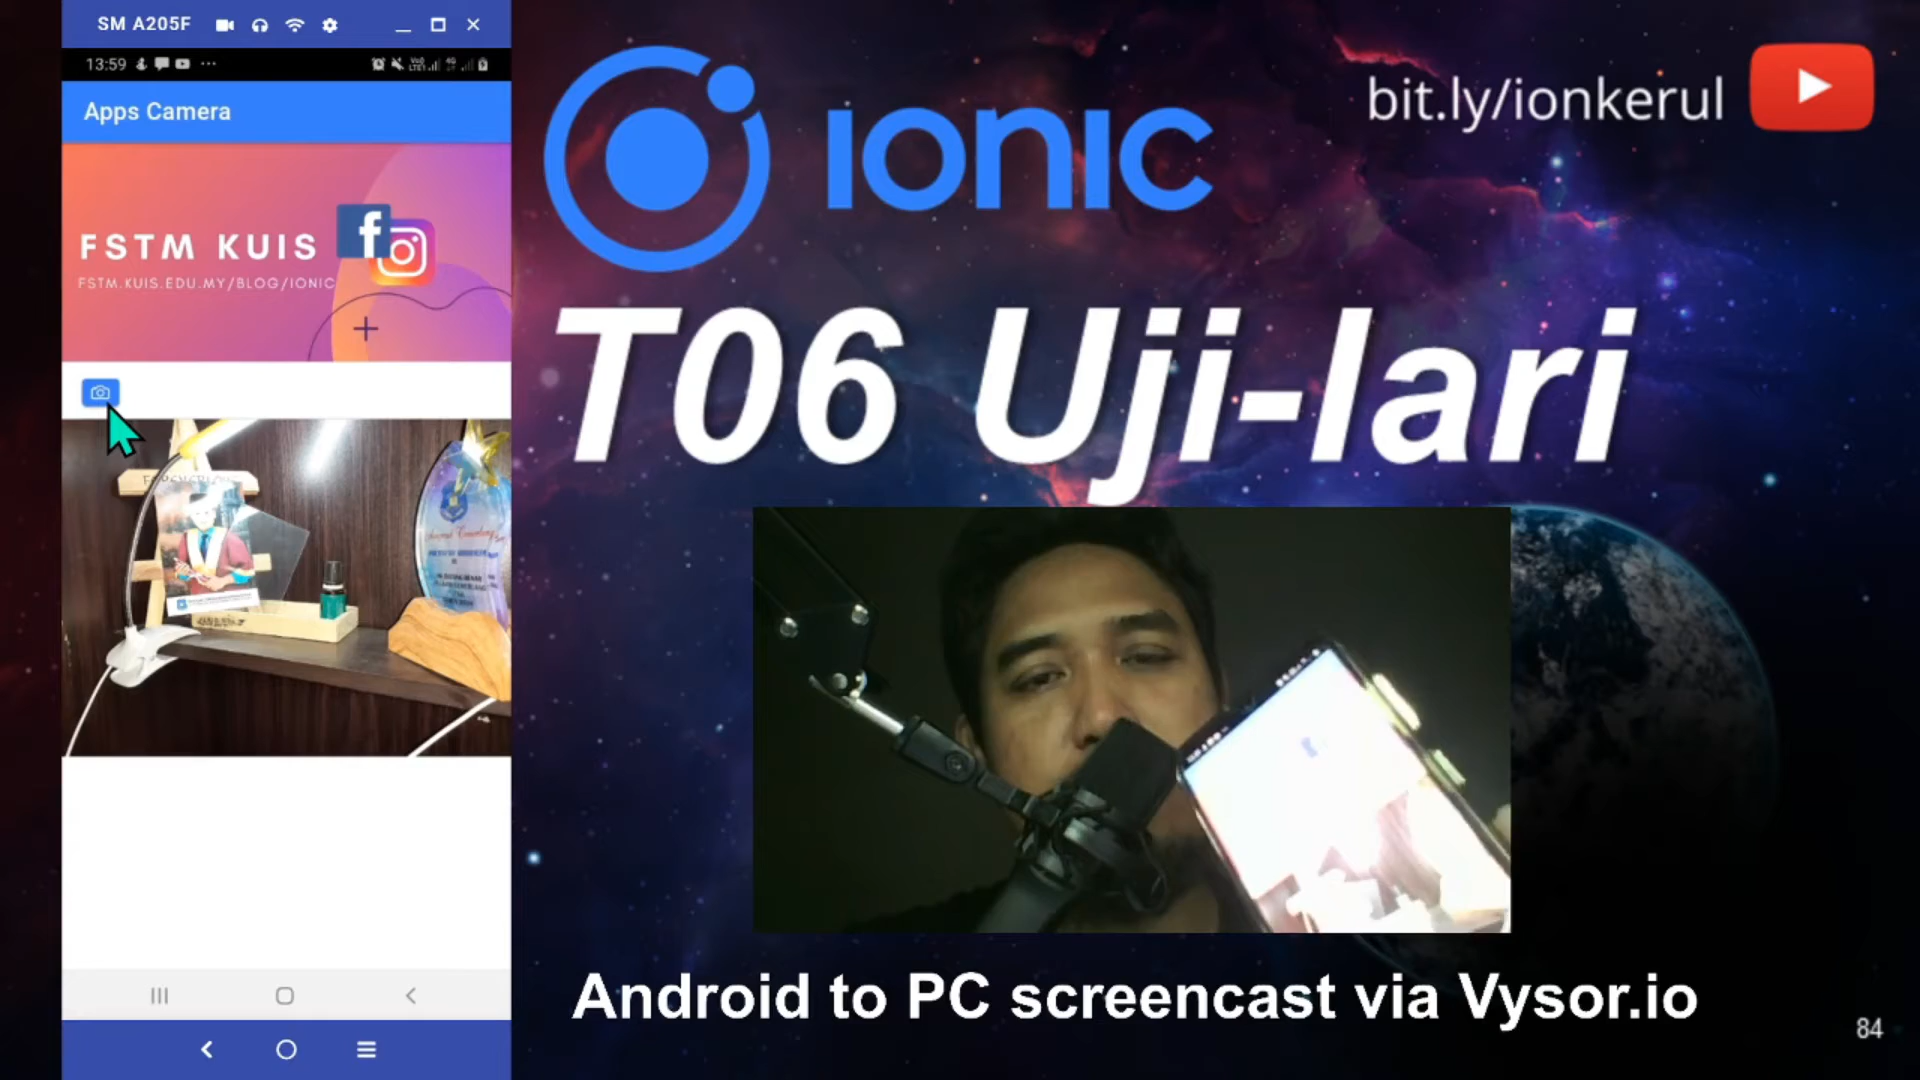 SM A205F
13:59
Apps Camera
FSTM KUIS
FSTM.KUIS.EDU.MY/BLOG/IONIC
IONIC
bit.ly/ionkerul
T06 Uji-lari
Android to PC screencast via Vysor.io
84